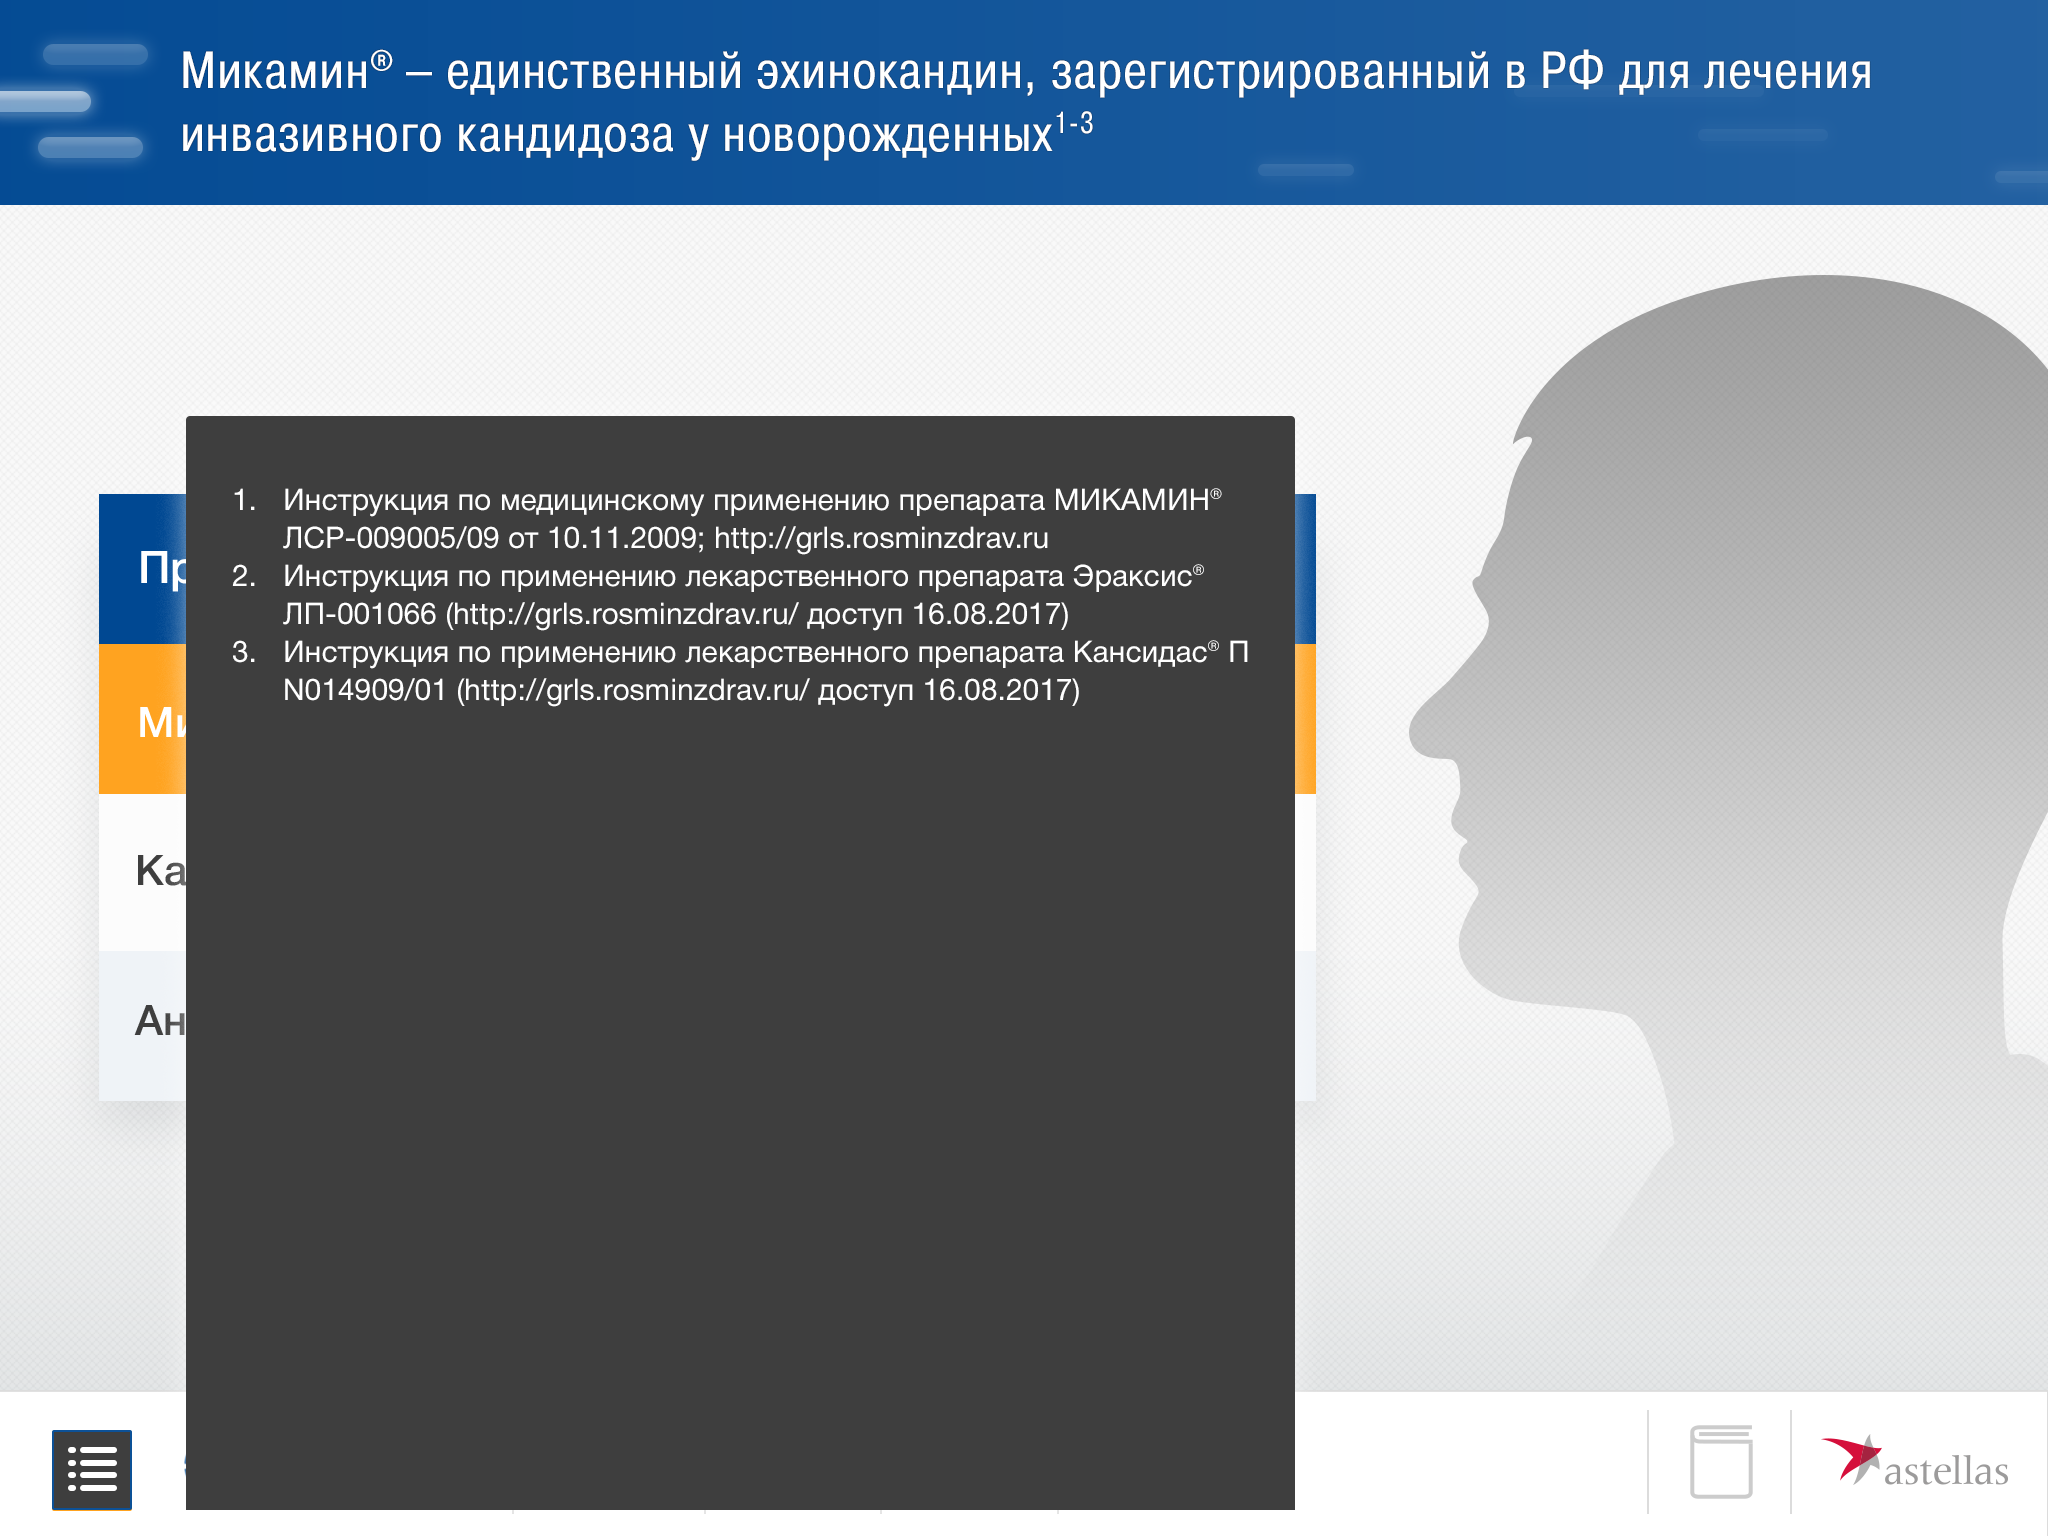 Микамин® – единственный эхинокандин, зарегистрированный в РФ для лечения
инвазивного кандидоза у новорожденных1-3
1. Инструкция по медицинскому применению препарата МИКАМИН®
ЛСР-009005/09 от 10.11.2009; http://grls.rosminzdrav.ru
2. Инструкция по применению лекарственного препарата Эраксис®
ЛП-001066 (http://grls.rosminzdrav.ru/ доступ 16.08.2017)
3. Инструкция по применению лекарственного препарата Кансидас® П
N014909/01 (http://grls.rosminzdrav.ru/ доступ 16.08.2017)
Пр
Ми
Ка
Ан
astellas